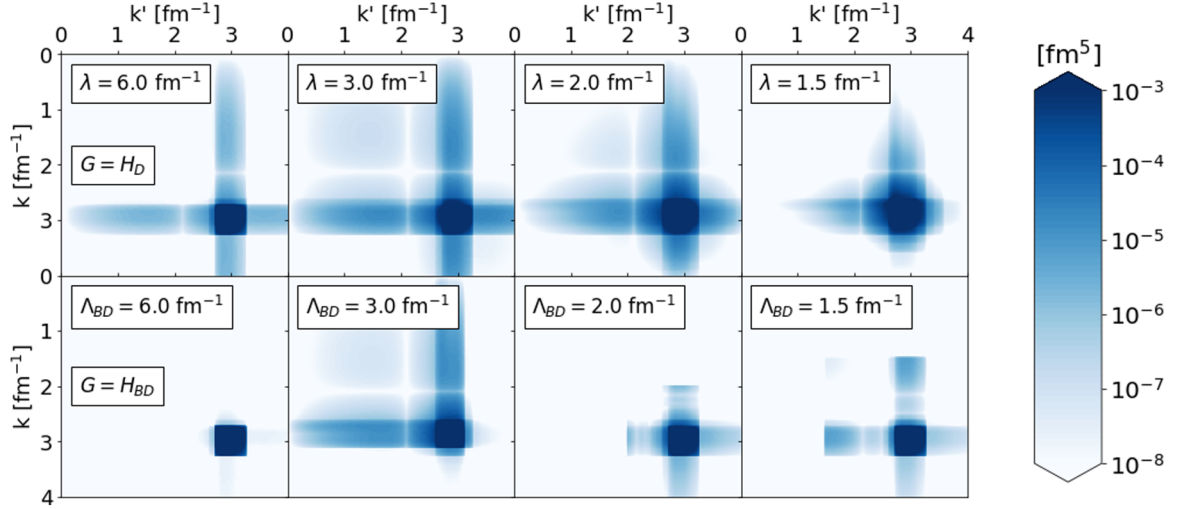 k' [fm⁻¹] k' [fm⁻¹] k' [fm⁻¹] k' [fm⁻¹]
0 1 2 3 0 1 2 3 0 1 2 3 0 1 2 3 4
[fm⁵]
0
λ = 6.0 fm⁻¹ λ = 3.0 fm⁻¹ λ = 2.0 fm⁻¹ λ = 1.5 fm⁻¹
10⁻³
1
k [fm⁻¹]
G = H_D
2
10⁻⁴
3
10⁻⁵
0
Λ_BD = 6.0 fm⁻¹ Λ_BD = 3.0 fm⁻¹ Λ_BD = 2.0 fm⁻¹ Λ_BD = 1.5 fm⁻¹
10⁻⁶
1
k [fm⁻¹]
G = H_BD
2
10⁻⁷
3
10⁻⁸
4